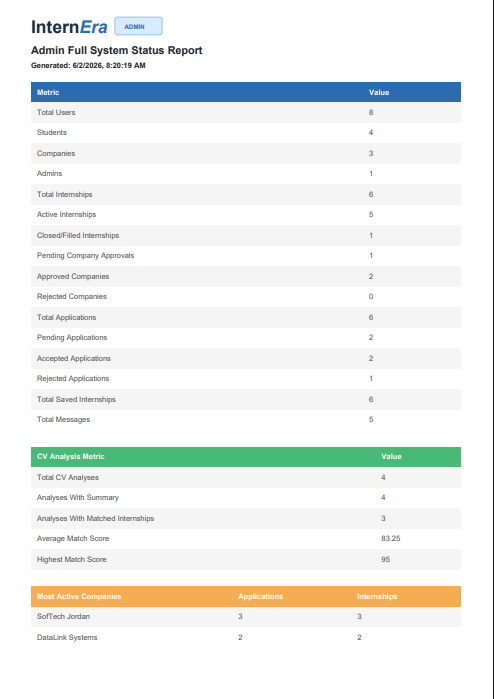 InternEra ADMIN
Admin Full System Status Report
Generated: 6/2/2026, 8:20:19 AM
Metric Value
Total Users 8
Students 4
Companies 3
Admins 1
Total Internships 6
Active Internships 5
Closed/Filled Internships 1
Pending Company Approvals 1
Approved Companies 2
Rejected Companies 0
Total Applications 6
Pending Applications 2
Accepted Applications 2
Rejected Applications 1
Total Saved Internships 6
Total Messages 5
CV Analysis Metric Value
Total CV Analyses 4
Analyses With Summary 4
Analyses With Matched Internships 3
Average Match Score 83.25
Highest Match Score 95
Most Active Companies Applications Internships
SofTech Jordan 3 3
DataLink Systems 2 2